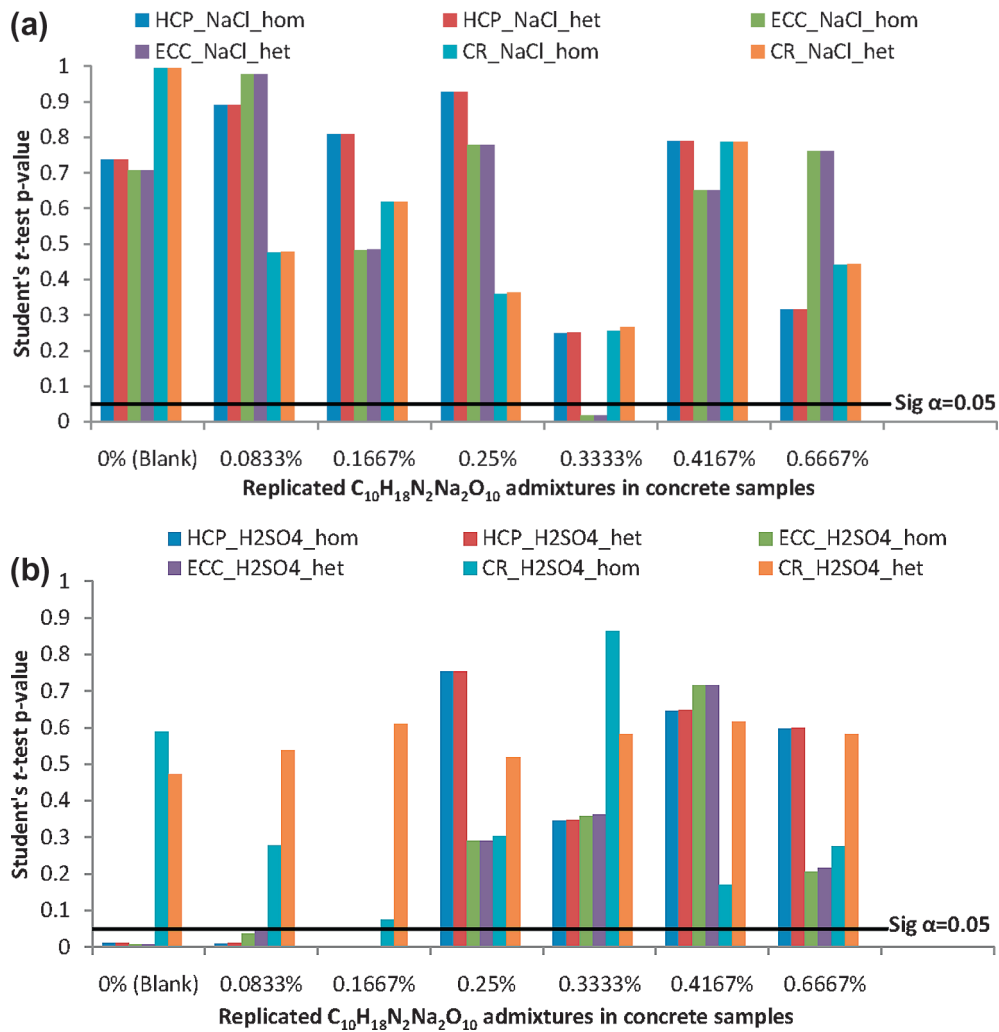 (a)
HCP_NaCl_hom HCP_NaCl_het ECC_NaCl_hom
ECC_NaCl_het CR_NaCl_hom CR_NaCl_het
Student's t-test p-value
1
0.9
0.8
0.7
0.6
0.5
0.4
0.3
0.2
0.1
0
Sig α=0.05
0% (Blank) 0.0833% 0.1667% 0.25% 0.3333% 0.4167% 0.6667%
Replicated C₁₀H₁₈N₂Na₂O₁₀ admixtures in concrete samples
(b)
HCP_H2SO4_hom HCP_H2SO4_het ECC_H2SO4_hom
ECC_H2SO4_het CR_H2SO4_hom CR_H2SO4_het
Student's t-test p-value
1
0.9
0.8
0.7
0.6
0.5
0.4
0.3
0.2
0.1
0
Sig α=0.05
0% (Blank) 0.0833% 0.1667% 0.25% 0.3333% 0.4167% 0.6667%
Replicated C₁₀H₁₈N₂Na₂O₁₀ admixtures in concrete samples